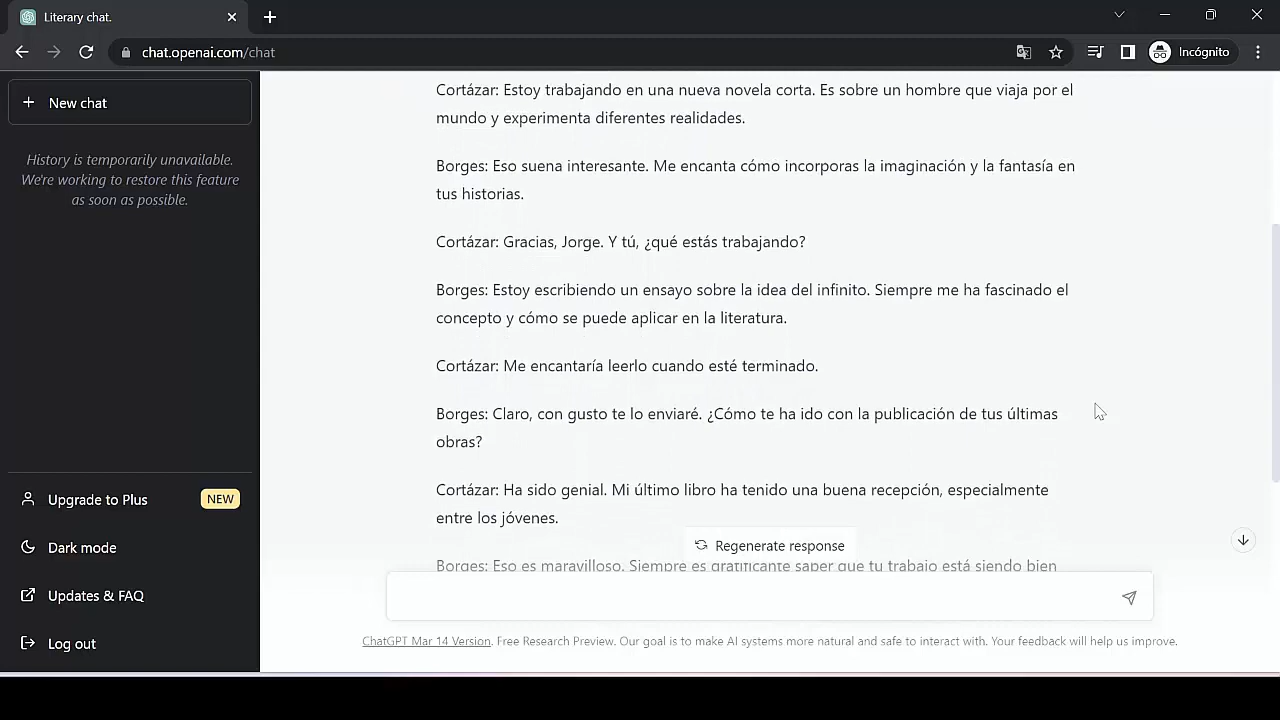 Literary chat.
chat.openai.com/chat
Incógnito
New chat
History is temporarily unavailable.
We're working to restore this feature
as soon as possible.
Upgrade to Plus
NEW
Dark mode
Updates & FAQ
Log out
Cortázar: Estoy trabajando en una nueva novela corta. Es sobre un hombre que viaja por el
mundo y experimenta diferentes realidades.
Borges: Eso suena interesante. Me encanta cómo incorporas la imaginación y la fantasía en
tus historias.
Cortázar: Gracias, Jorge. Y tú, ¿qué estás trabajando?
Borges: Estoy escribiendo un ensayo sobre la idea del infinito. Siempre me ha fascinado el
concepto y cómo se puede aplicar en la literatura.
Cortázar: Me encantaría leerlo cuando esté terminado.
Borges: Claro, con gusto te lo enviaré. ¿Cómo te ha ido con la publicación de tus últimas
obras?
Cortázar: Ha sido genial. Mi último libro ha tenido una buena recepción, especialmente
entre los jóvenes.
Regenerate response
Borges: Eso es maravilloso. Siempre es gratificante saber que tu trabajo está siendo bien
ChatGPT Mar 14 Version. Free Research Preview. Our goal is to make AI systems more natural and safe to interact with. Your feedback will help us improve.